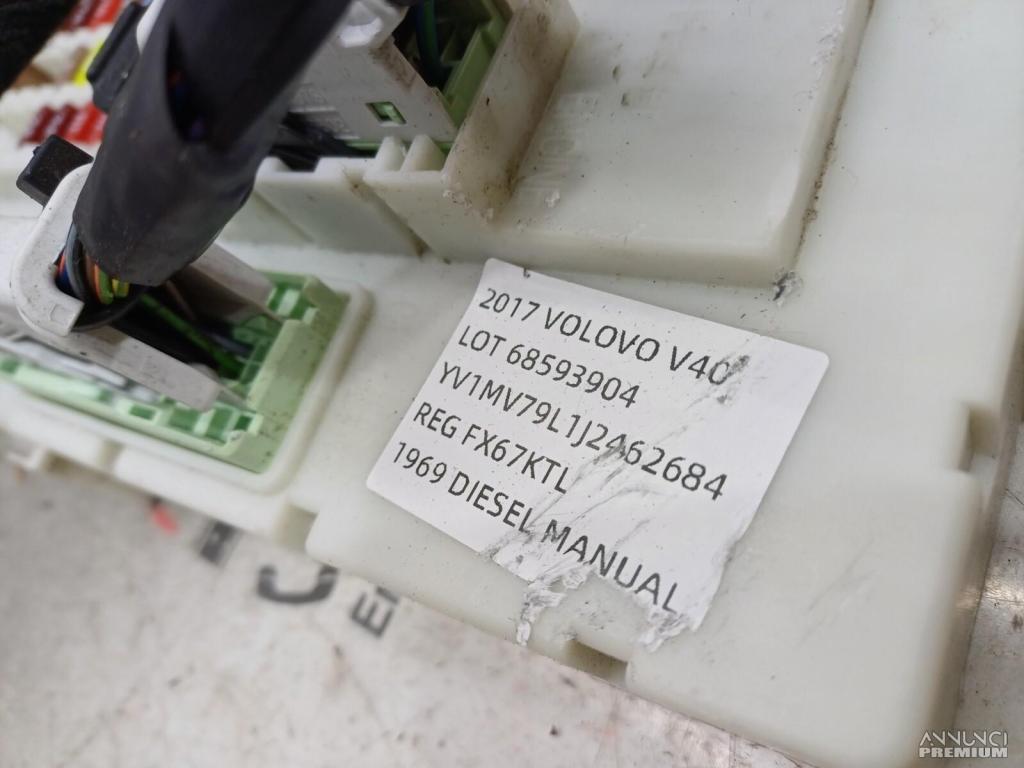 2017 VOLOVO V40
LOT 68593904
YV1MV79L1J2462684
REG FX67KTL
1969 DIESEL MANUAL
ANNUNCI
PREMIUM